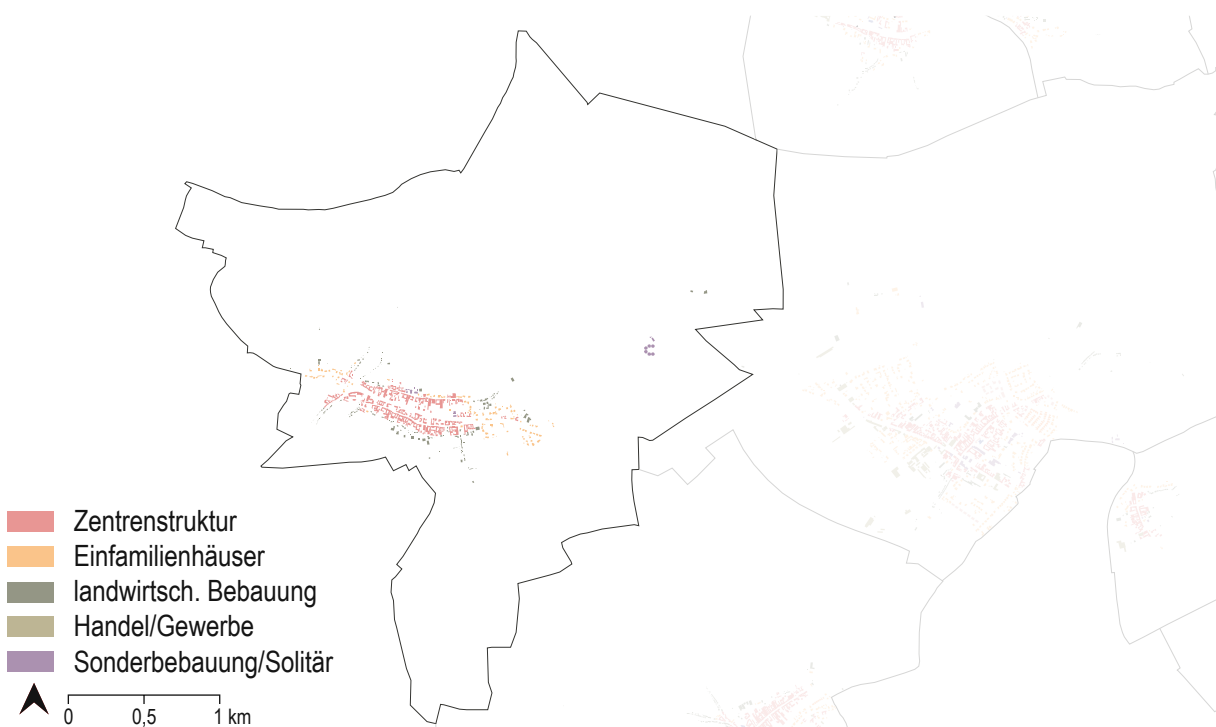 Zentrenstruktur
Einfamilienhäuser
landwirtsch. Bebauung
Handel/Gewerbe
Sonderbebauung/Solitär
0 0,5 1 km